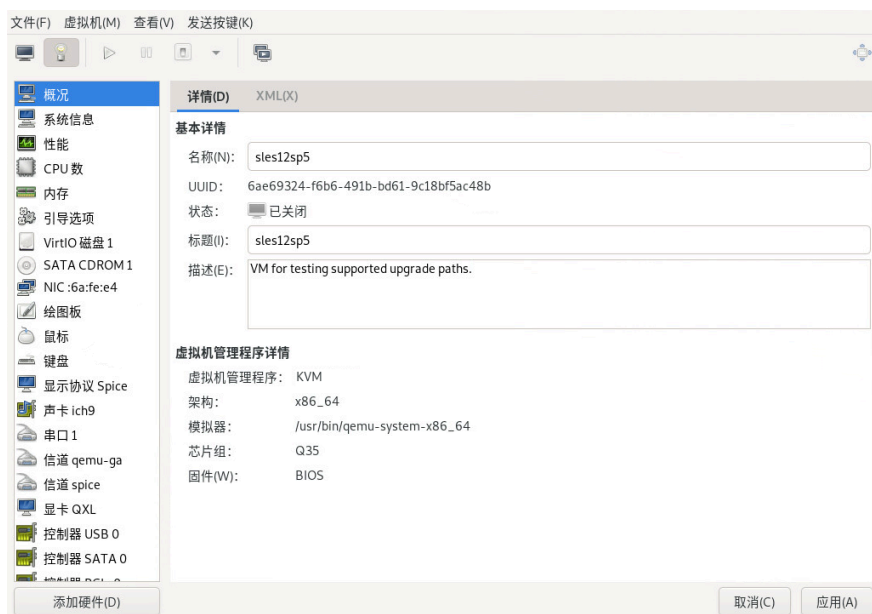 文件(F) 虚拟机(M) 查看(V) 发送按键(K)
概况
系统信息
性能
CPU 数
内存
引导选项
VirtIO 磁盘 1
SATA CDROM 1
NIC :6a:fe:e4
绘图板
鼠标
键盘
显示协议 Spice
声卡 ich9
串口 1
信道 qemu-ga
信道 spice
显卡 QXL
控制器 USB 0
控制器 SATA 0
添加硬件(D)
详情(D) XML(X)
基本详情
名称(N): sles12sp5
UUID: 6ae69324-f6b6-491b-bd61-9c18bf5ac48b
状态: 已关闭
标题(I): sles12sp5
描述(E): VM for testing supported upgrade paths.
虚拟机管理程序详情
虚拟机管理程序: KVM
架构: x86_64
模拟器: /usr/bin/qemu-system-x86_64
芯片组: Q35
固件(W): BIOS
取消(C) 应用(A)